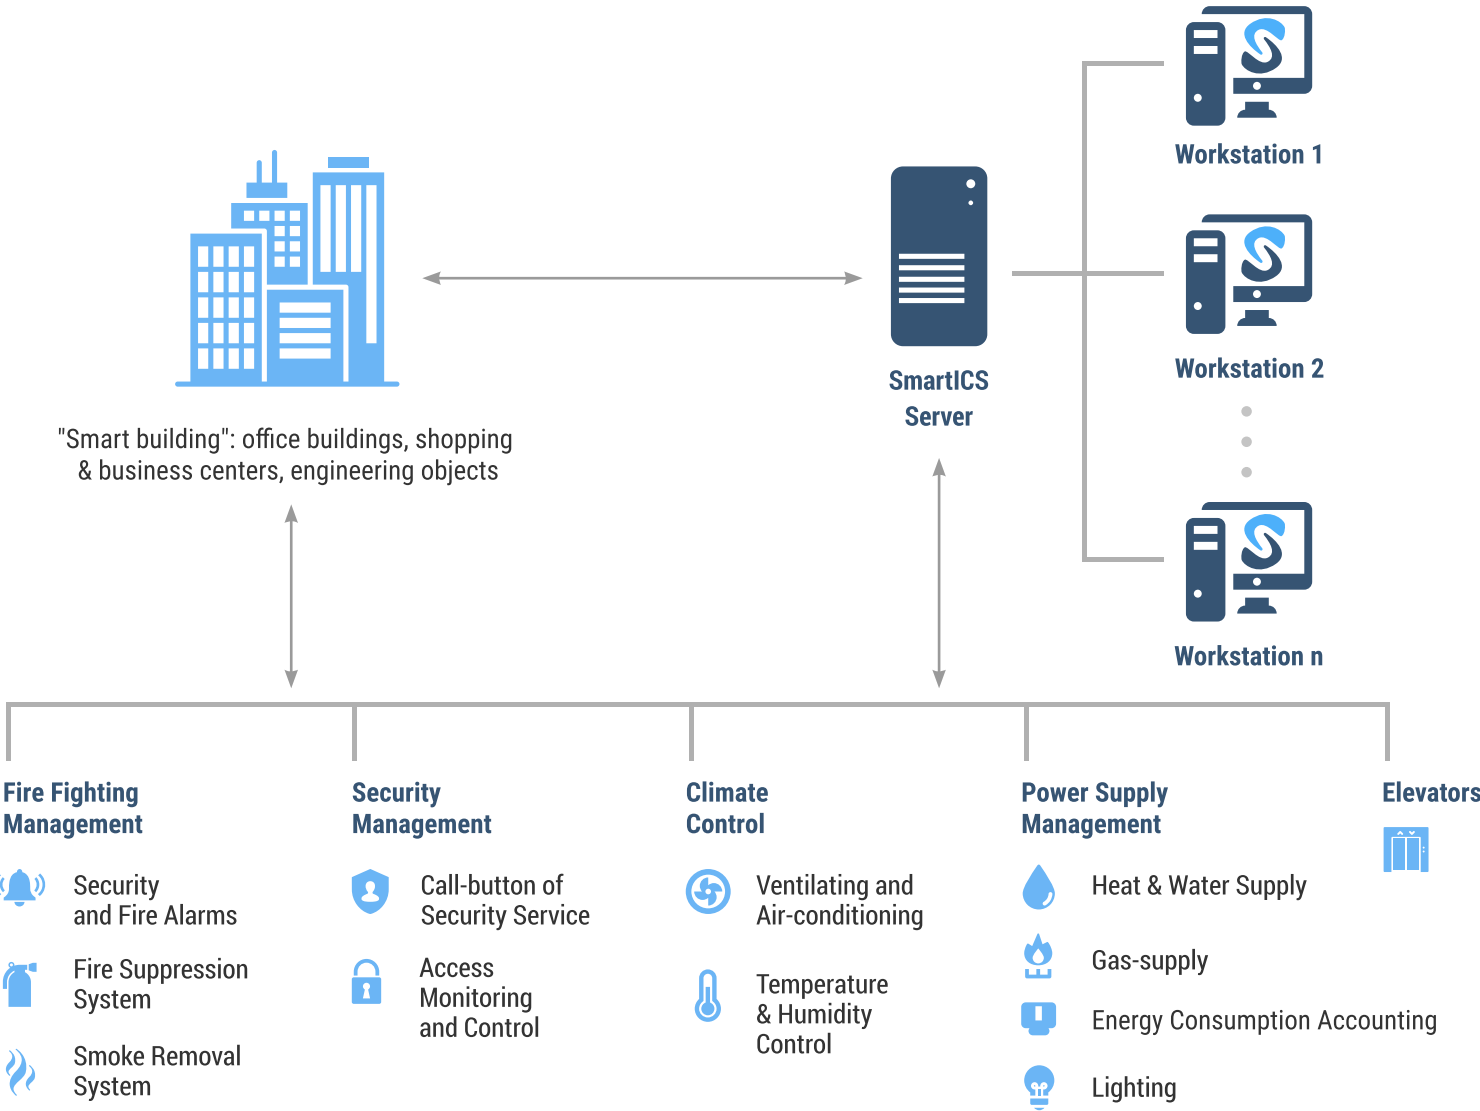 Workstation 1
Workstation 2
SmartICS
Server
"Smart building": office buildings, shopping
& business centers, engineering objects
Workstation n
Fire Fighting
Management
Security
and Fire Alarms
Fire Suppression
System
Smoke Removal
System
Security
Management
Call-button of
Security Service
Access
Monitoring
and Control
Climate
Control
Ventilating and
Air-conditioning
Temperature
& Humidity
Control
Power Supply
Management
Heat & Water Supply
Gas-supply
Energy Consumption Accounting
Lighting
Elevators